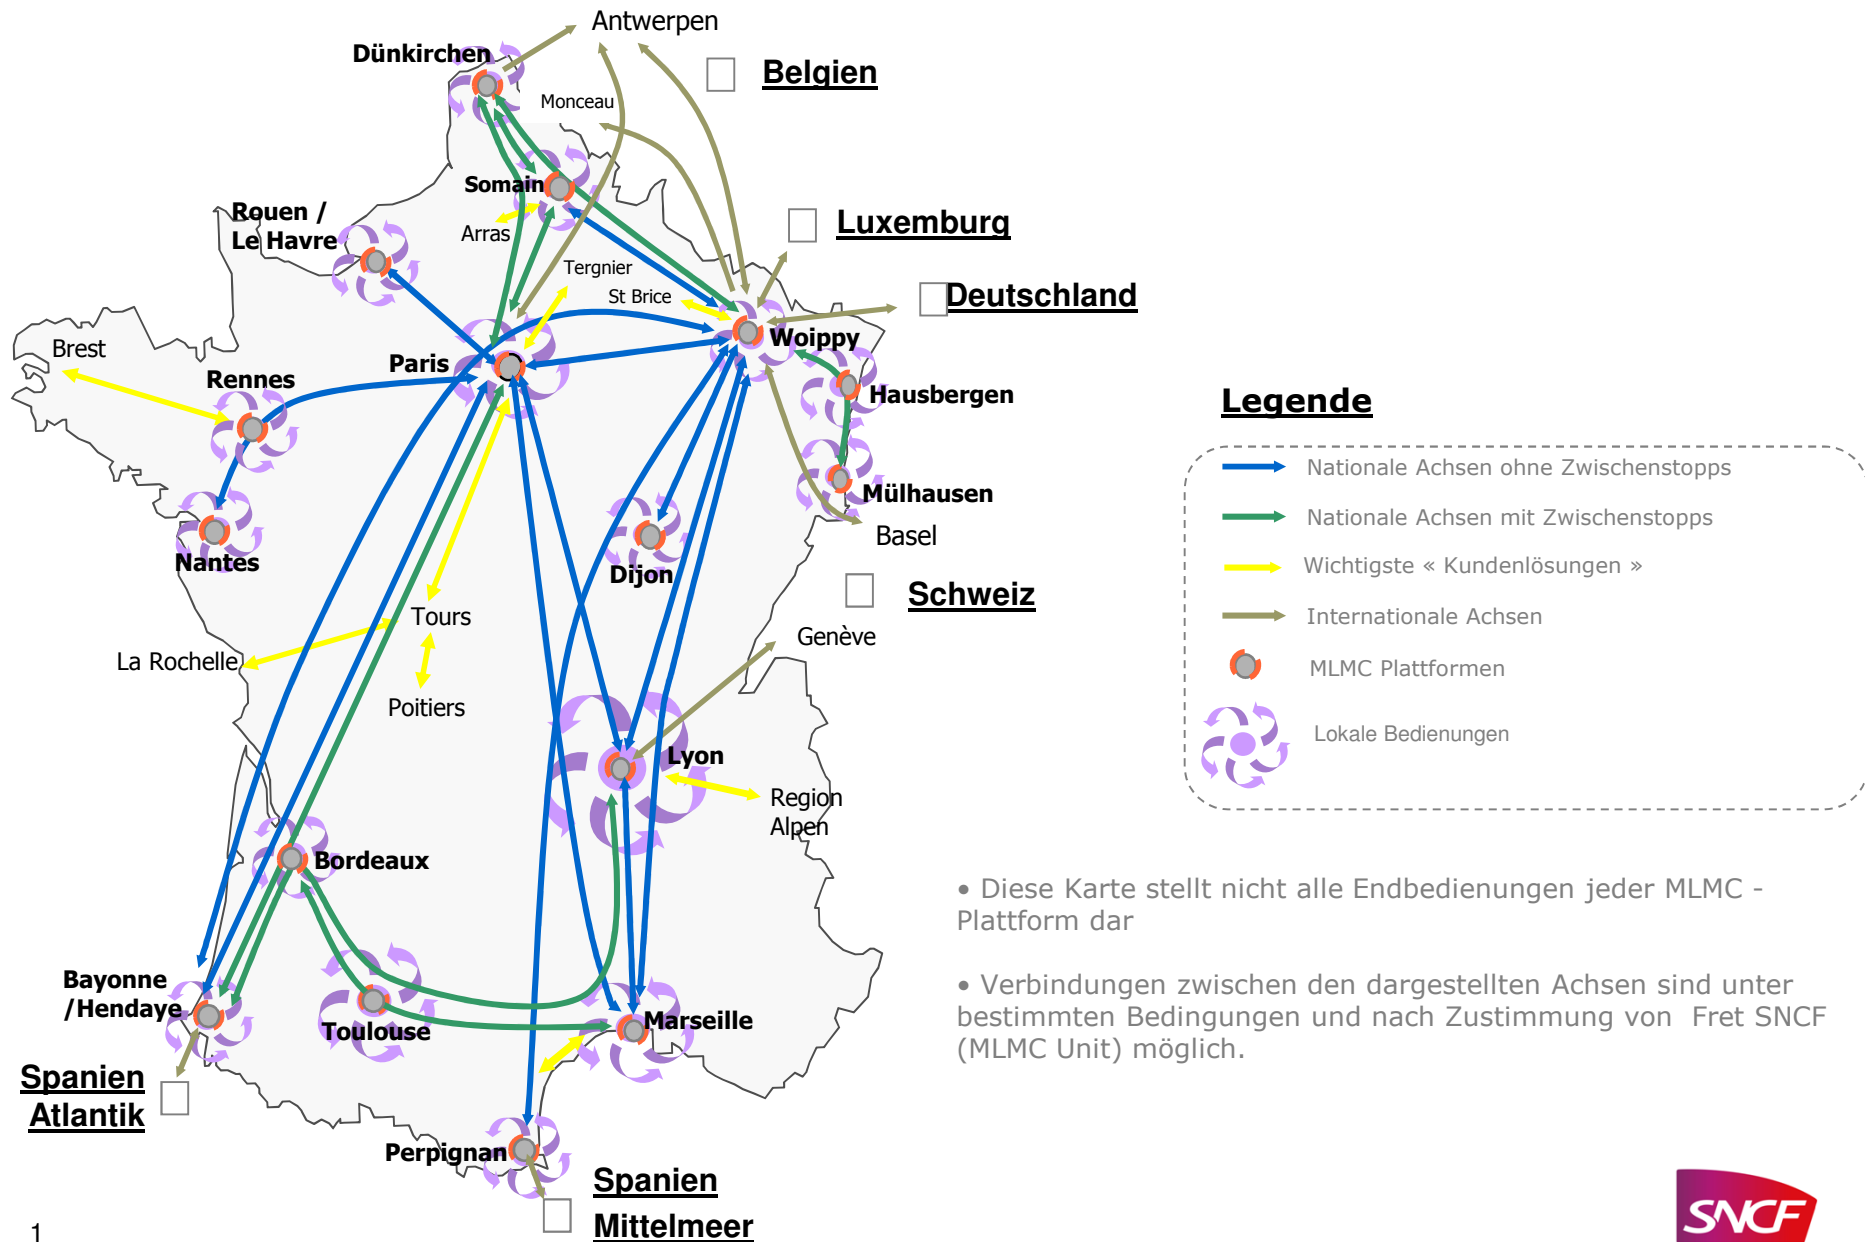 Antwerpen
Dünkirchen
Belgien
Monceau
Somain
Rouen /
Le Havre
Arras
Luxemburg
Tergnier
St Brice
Deutschland
Woippy
Brest
Rennes
Paris
Hausbergen
Mülhausen
Basel
Nantes
Dijon
Schweiz
Tours
Genève
La Rochelle
Poitiers
Lyon
Region
Alpen
Bordeaux
Bayonne
/Hendaye
Toulouse
Marseille
Spanien
Atlantik
Perpignan
Spanien
Mittelmeer
Legende
Nationale Achsen ohne Zwischenstopps
Nationale Achsen mit Zwischenstopps
Wichtigste « Kundenlösungen »
Internationale Achsen
MLMC Plattformen
Lokale Bedienungen
• Diese Karte stellt nicht alle Endbedienungen jeder MLMC -
Plattform dar
• Verbindungen zwischen den dargestellten Achsen sind unter
bestimmten Bedingungen und nach Zustimmung von Fret SNCF
(MLMC Unit) möglich.
1
SNCF